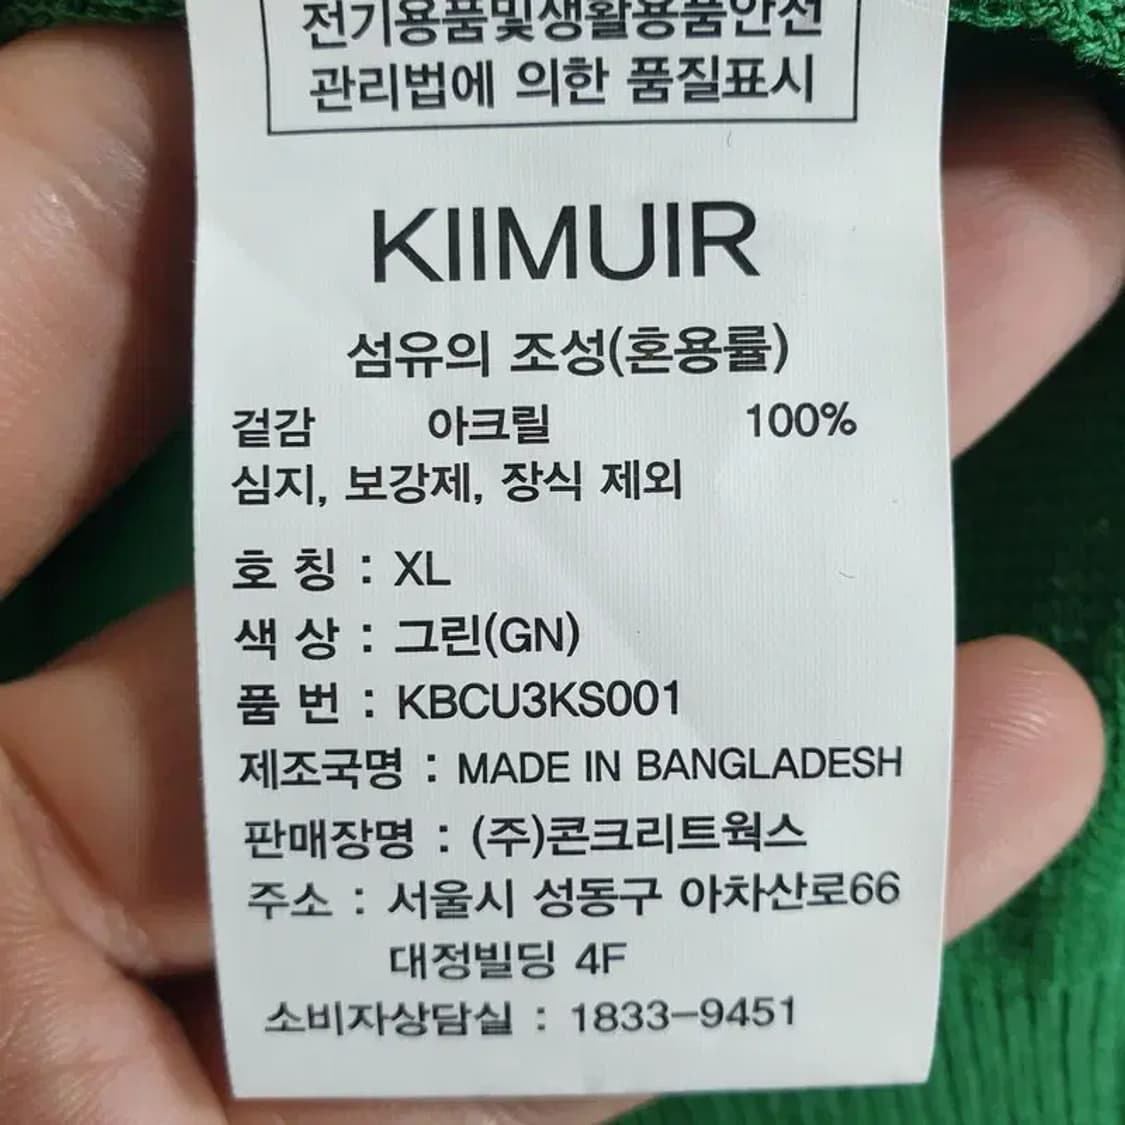 전기용품및생활용품안전
관리법에 의한 품질표시
KIIMUIR
섬유의 조성(혼용률)
겉감 아크릴 100%
심지, 보강제, 장식 제외
호 칭 : XL
색 상 : 그린(GN)
품 번 : KBCU3KS001
제조국명 : MADE IN BANGLADESH
판매장명 : (주)콘크리트웍스
주소 : 서울시 성동구 아차산로66
대정빌딩 4F
소비자상담실 : 1833-9451